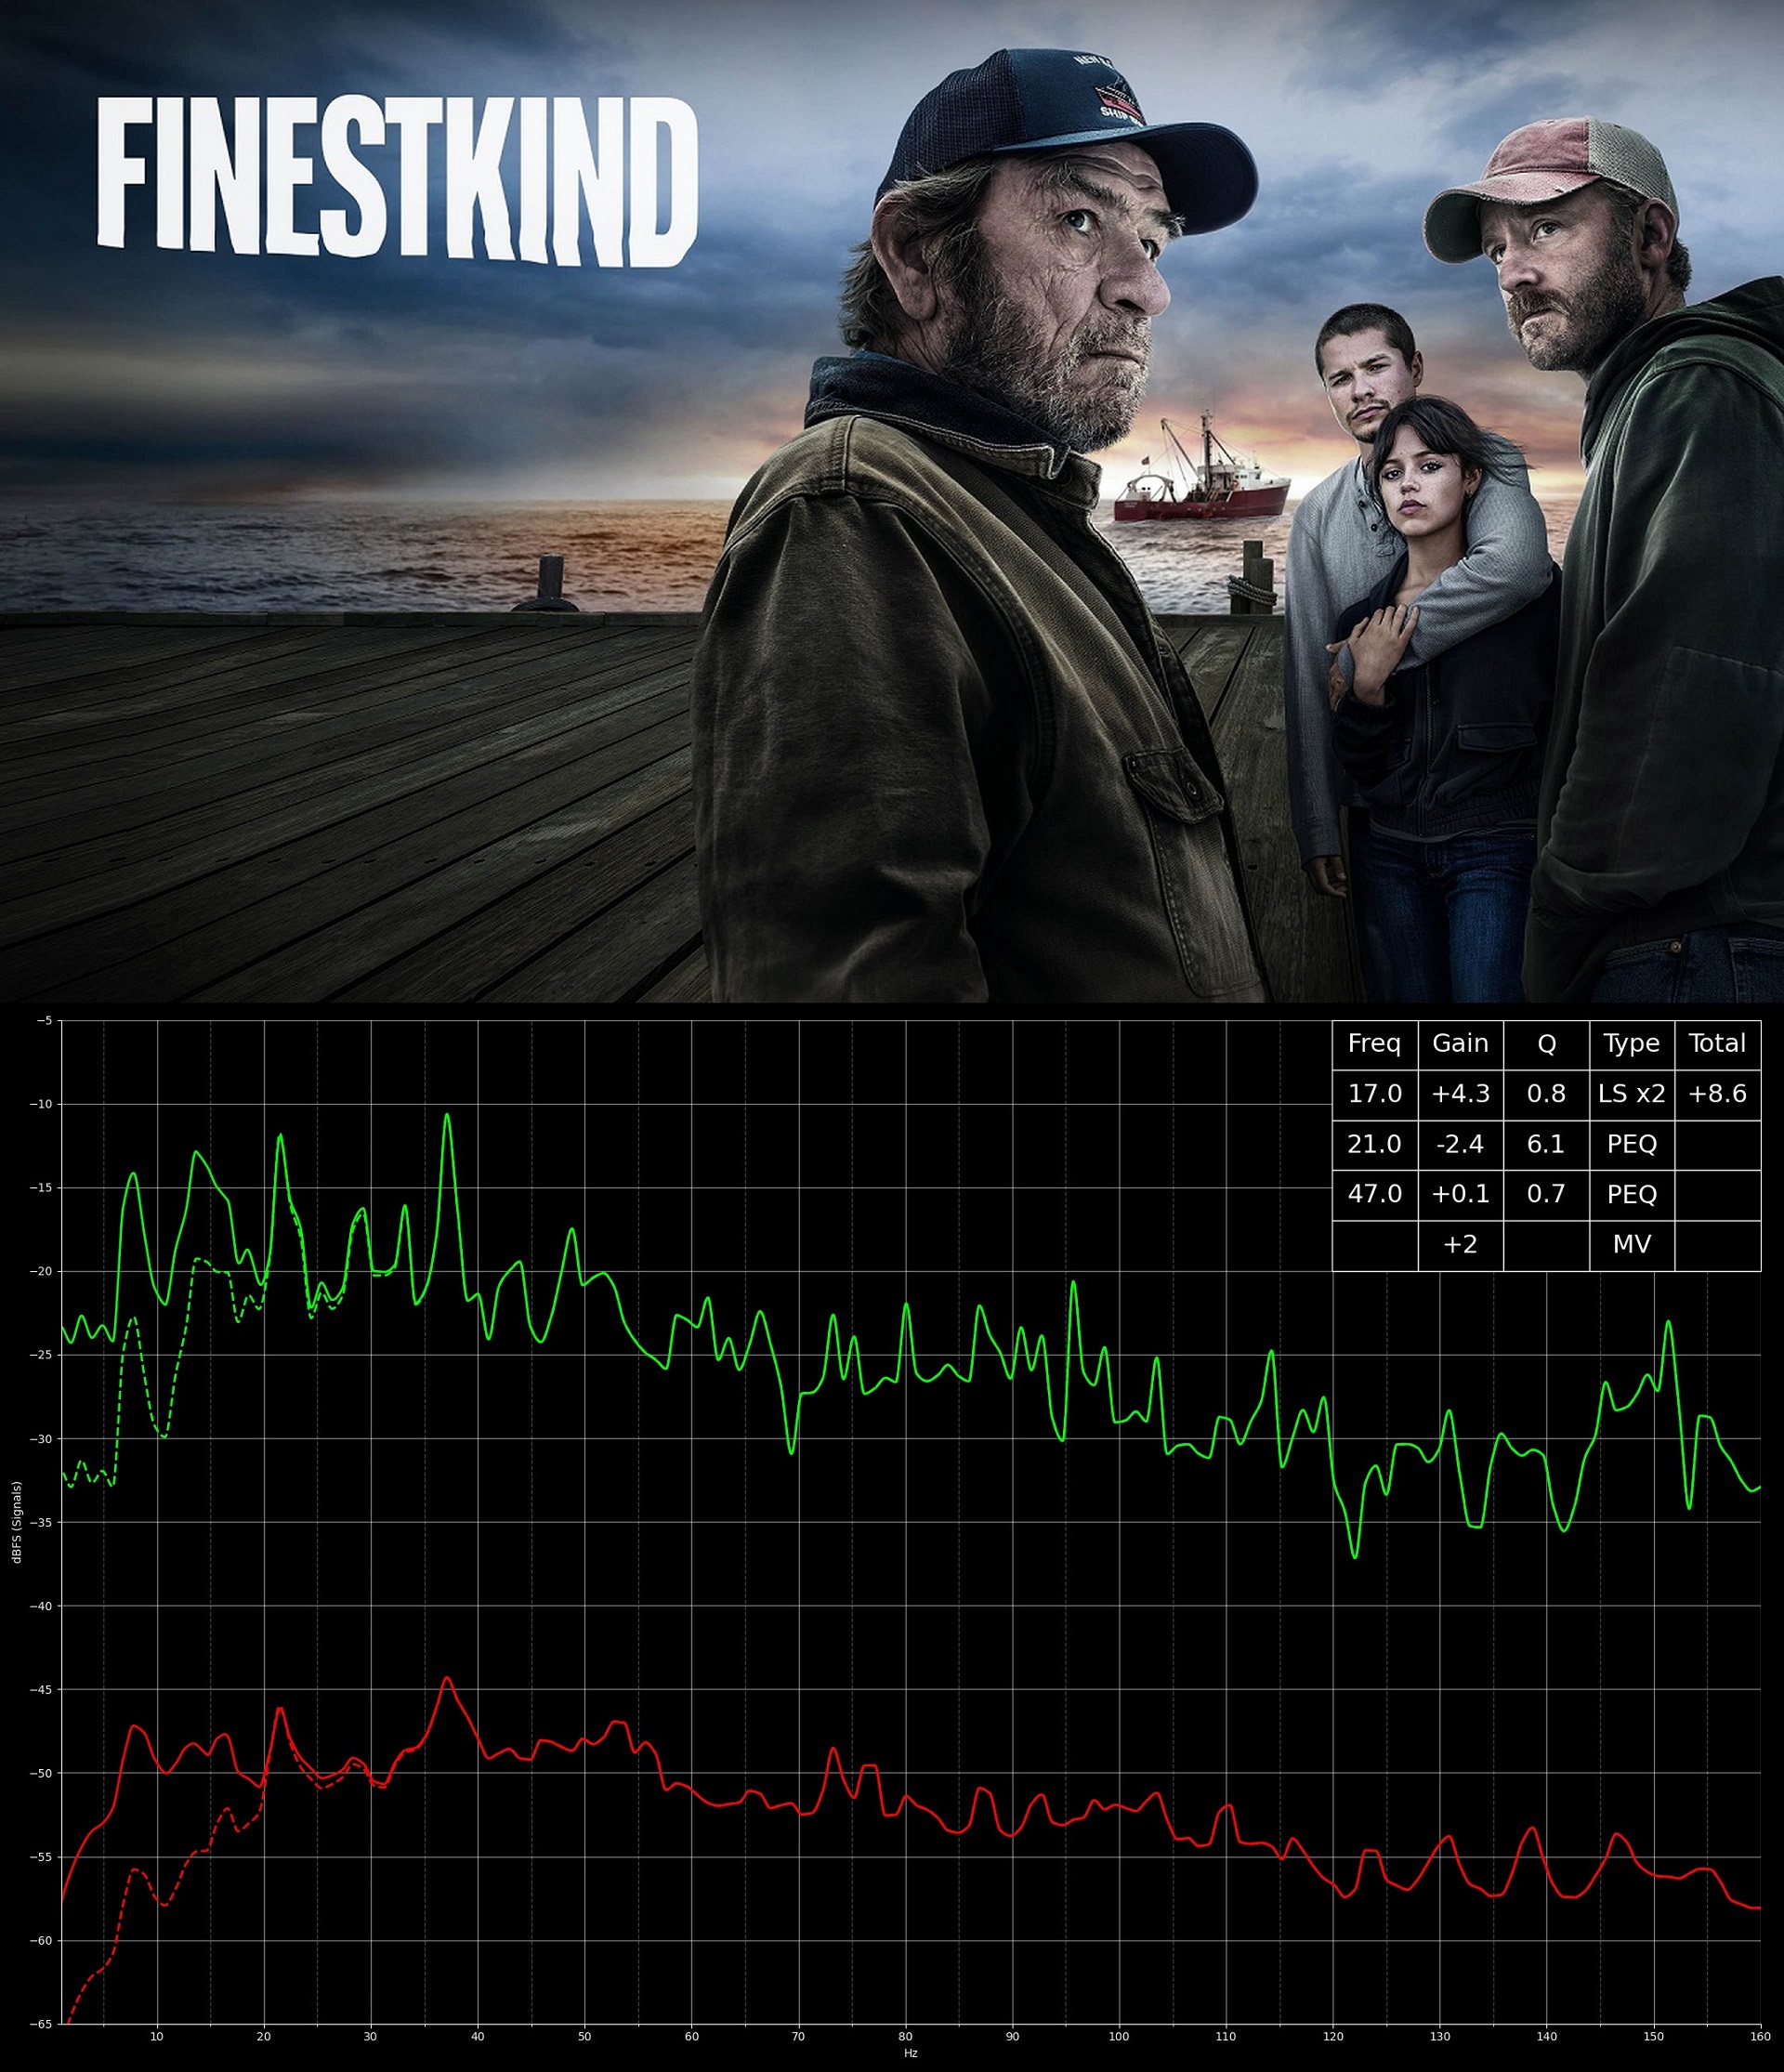 FINESTKIND
SHIP
Freq Gain Q Type Total
17.0 +4.3 0.8 LS x2 +8.6
21.0 -2.4 6.1 PEQ
47.0 +0.1 0.7 PEQ
+2 MV
−5
−10
−15
−20
−25
−30
−35
−40
−45
−50
−55
−60
−65
dBFS (Signals)
10 20 30 40 50 60 70 80 90 100 110 120 130 140 150 160
Hz